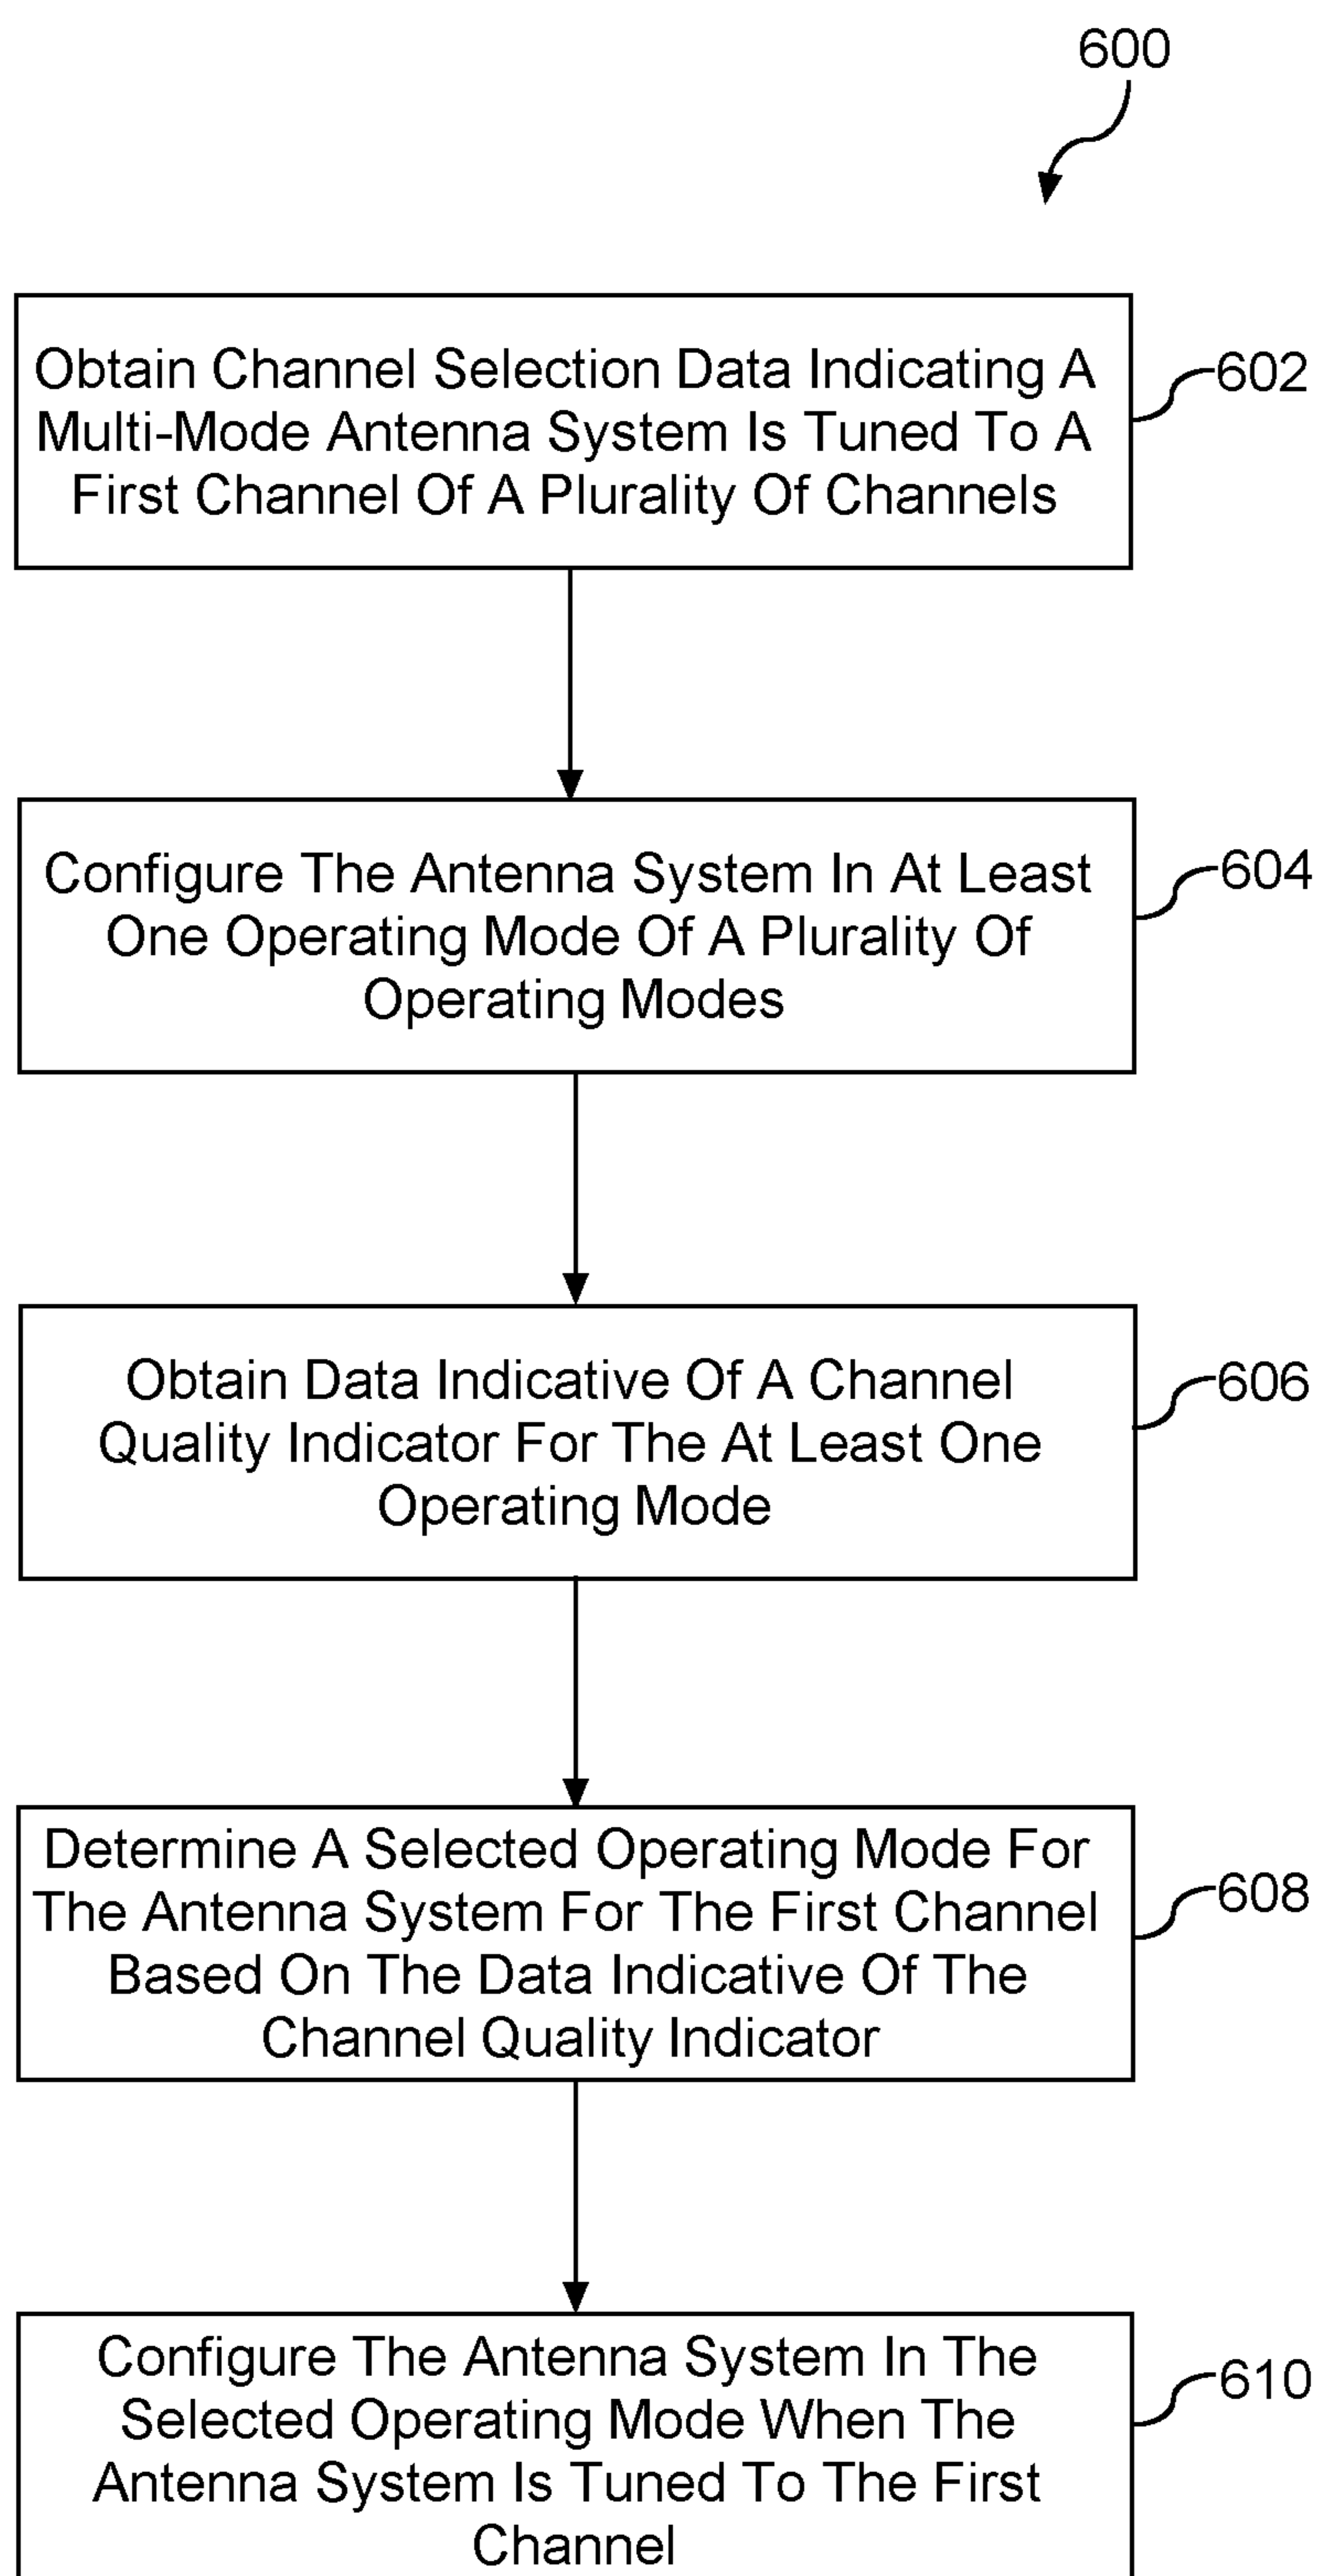 600
Obtain Channel Selection Data Indicating A
Multi-Mode Antenna System Is Tuned To A
First Channel Of A Plurality Of Channels
602
Configure The Antenna System In At Least
One Operating Mode Of A Plurality Of
Operating Modes
604
Obtain Data Indicative Of A Channel
Quality Indicator For The At Least One
Operating Mode
606
Determine A Selected Operating Mode For
The Antenna System For The First Channel
Based On The Data Indicative Of The
Channel Quality Indicator
608
Configure The Antenna System In The
Selected Operating Mode When The
Antenna System Is Tuned To The First
Channel
610